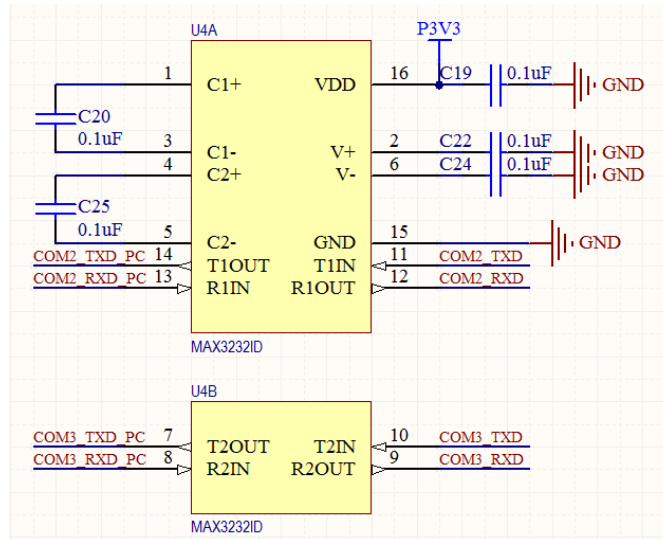 U4A
P3V3
1 C1+ VDD 16 C19 0.1uF GND
C20
0.1uF
3 C1- V+ 2 C22 0.1uF GND
4 C2+ V- 6 C24 0.1uF GND
C25
0.1uF
5 C2- GND 15 GND
COM2_TXD_PC 14 T1OUT T1IN 11 COM2_TXD
COM2_RXD_PC 13 R1IN R1OUT 12 COM2_RXD
MAX3232ID
U4B
COM3_TXD_PC 7 T2OUT T2IN 10 COM3_TXD
COM3_RXD_PC 8 R2IN R2OUT 9 COM3_RXD
MAX3232ID